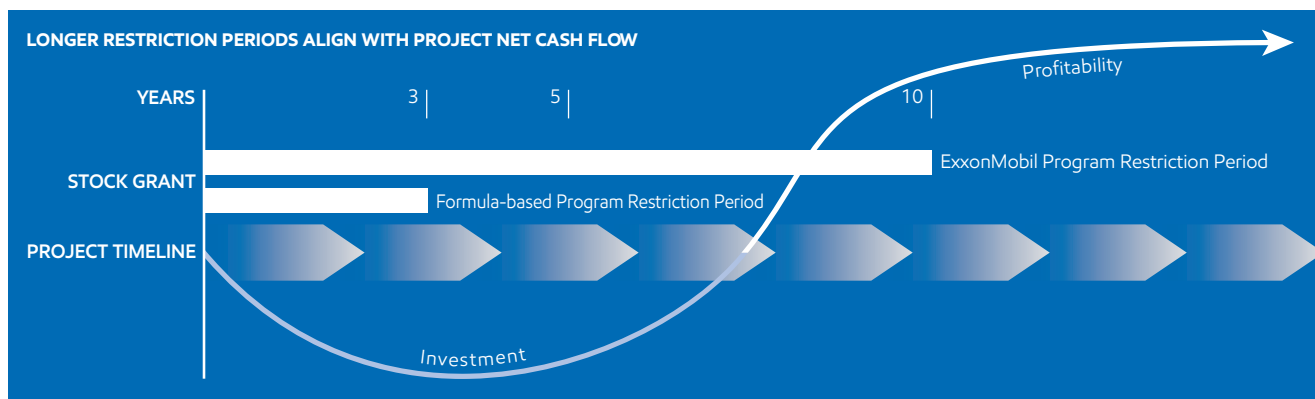 LONGER RESTRICTION PERIODS ALIGN WITH PROJECT NET CASH FLOW
Profitability
YEARS
3
5
10
ExxonMobil Program Restriction Period
STOCK GRANT
Formula-based Program Restriction Period
PROJECT TIMELINE
Investment